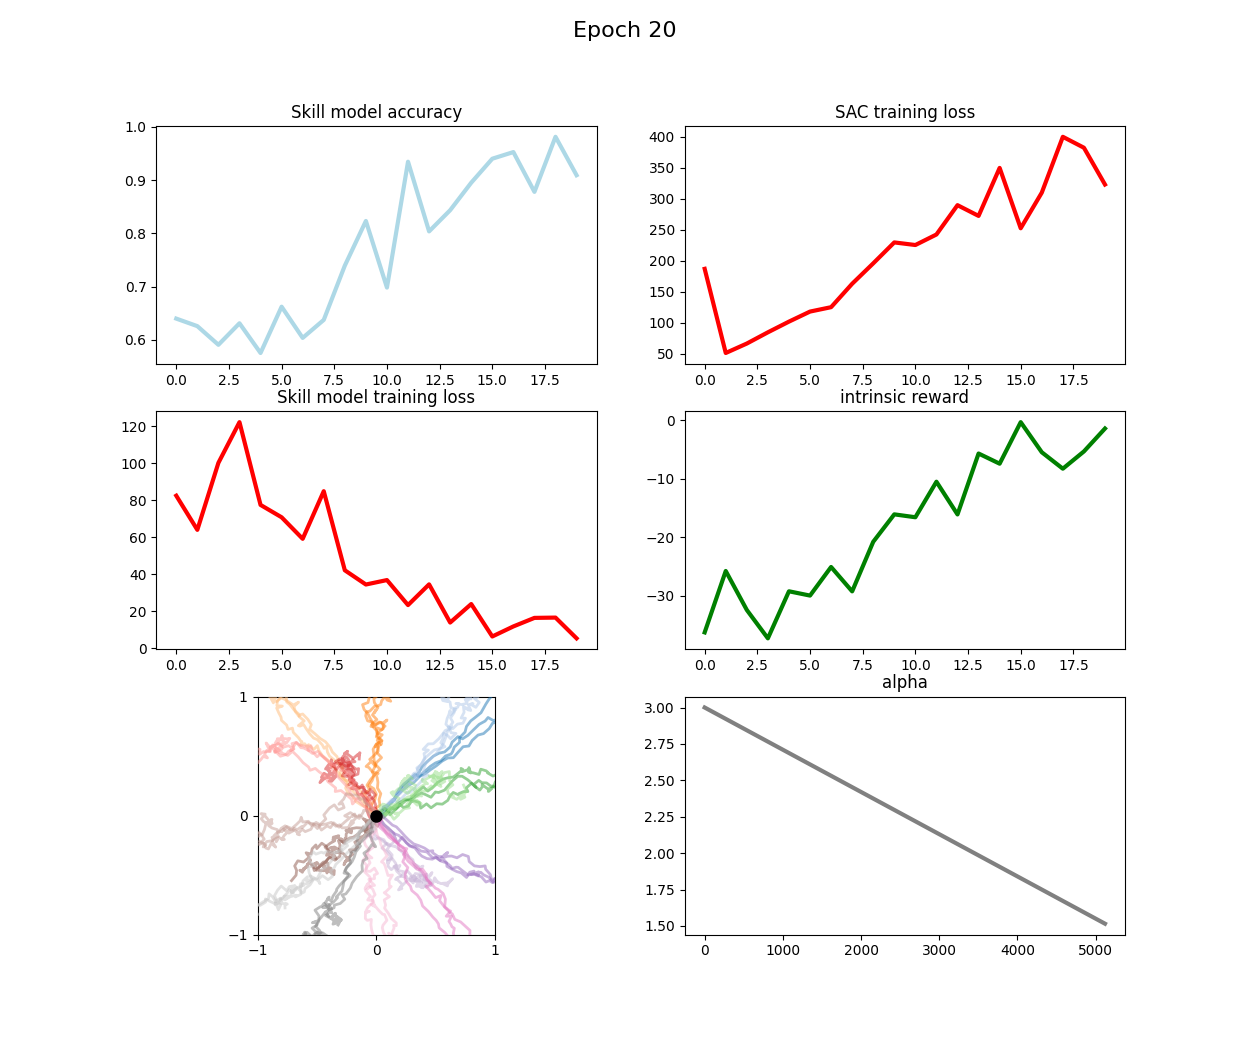 Epoch 20
Skill model accuracy
1.0
0.9
0.8
0.7
0.6
0.0 2.5 5.0 7.5 10.0 12.5 15.0 17.5
SAC training loss
400
350
300
250
200
150
100
50
0.0 2.5 5.0 7.5 10.0 12.5 15.0 17.5
Skill model training loss
120
100
80
60
40
20
0
0.0 2.5 5.0 7.5 10.0 12.5 15.0 17.5
intrinsic reward
0
−10
−20
−30
0.0 2.5 5.0 7.5 10.0 12.5 15.0 17.5
1
0
−1
−1 0 1
alpha
3.00
2.75
2.50
2.25
2.00
1.75
1.50
0 1000 2000 3000 4000 5000